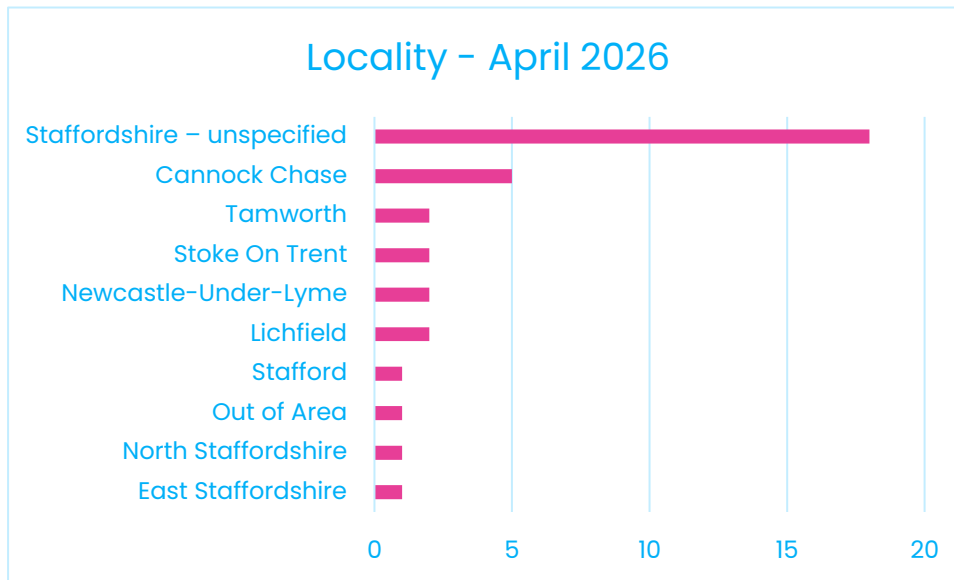 Locality - April 2026
Staffordshire – unspecified
Cannock Chase
Tamworth
Stoke On Trent
Newcastle-Under-Lyme
Lichfield
Stafford
Out of Area
North Staffordshire
East Staffordshire
0 5 10 15 20